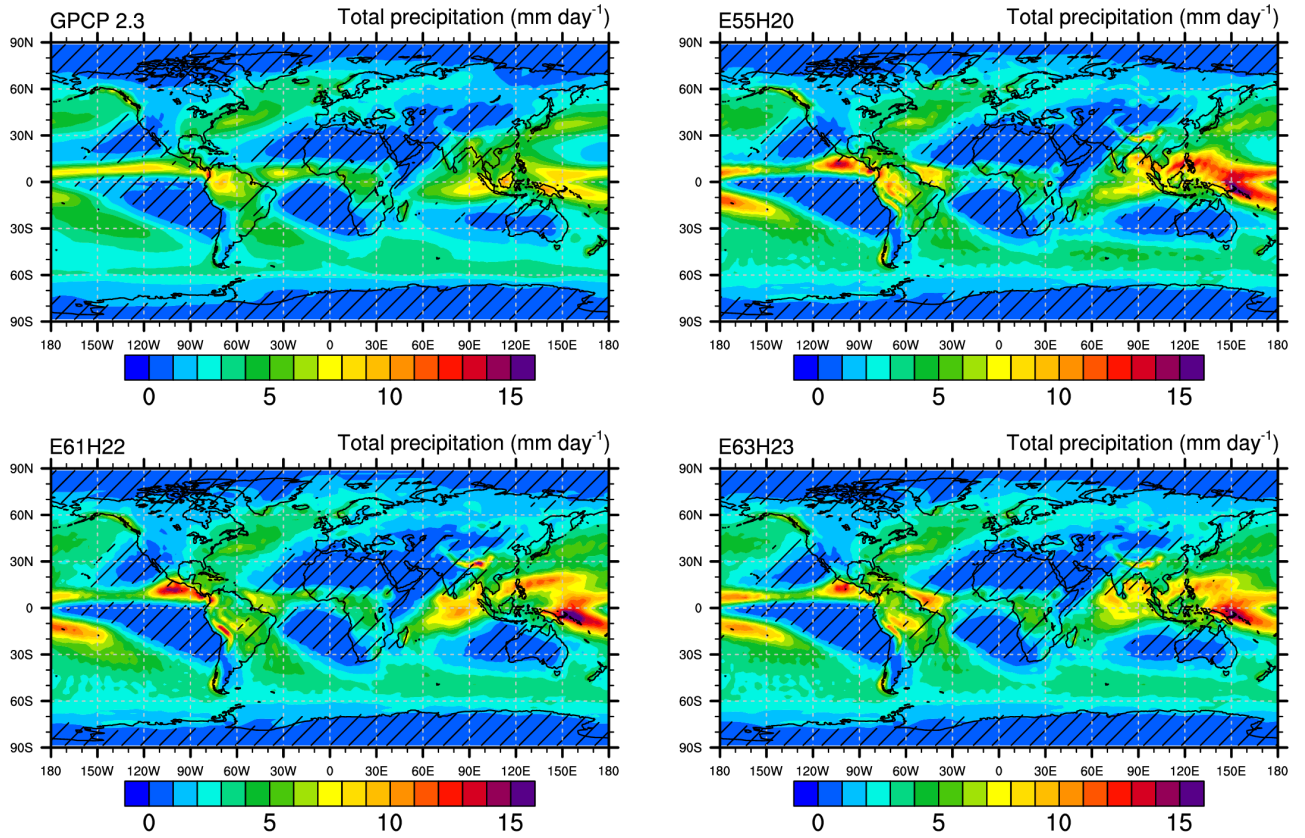 GPCP 2.3 Total precipitation (mm day-1)
90N
60N
30N
0
30S
60S
90S
180 150W 120W 90W 60W 30W 0 30E 60E 90E 120E 150E 180
0 5 10 15
E55H20 Total precipitation (mm day-1)
90N
60N
30N
0
30S
60S
90S
180 150W 120W 90W 60W 30W 0 30E 60E 90E 120E 150E 180
0 5 10 15
E61H22 Total precipitation (mm day-1)
90N
60N
30N
0
30S
60S
90S
180 150W 120W 90W 60W 30W 0 30E 60E 90E 120E 150E 180
0 5 10 15
E63H23 Total precipitation (mm day-1)
90N
60N
30N
0
30S
60S
90S
180 150W 120W 90W 60W 30W 0 30E 60E 90E 120E 150E 180
0 5 10 15